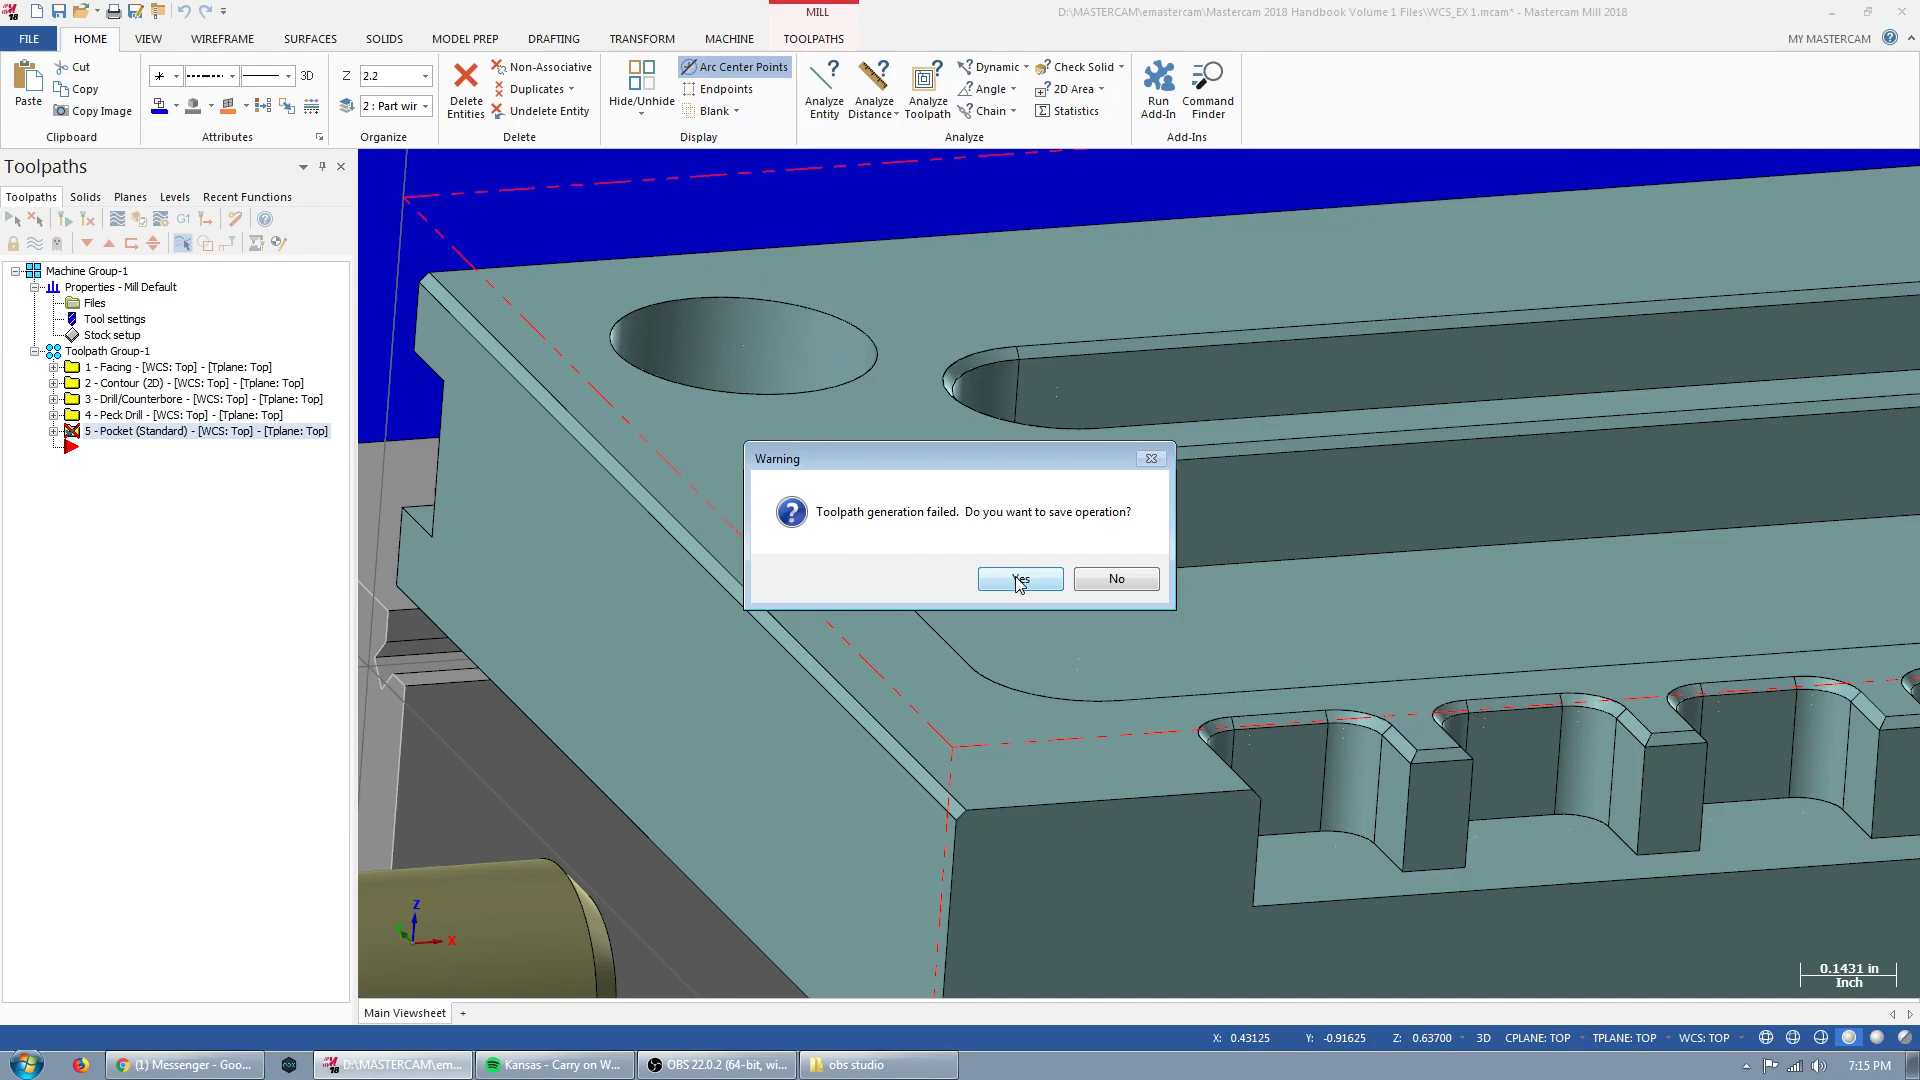 MILL
D:\MASTERCAM\emastercam\Mastercam 2018 Handbook Volume 1 Files\WCS_EX 1.mcam* - Mastercam Mill 2018
FILE HOME VIEW WIREFRAME SURFACES SOLIDS MODEL PREP DRAFTING TRANSFORM MACHINE TOOLPATHS MY MASTERCAM
Paste
Cut
Copy
Copy Image
Clipboard
3D
Attributes
Z 2.2
2 : Part wir
Organize
Delete
Entities
Non-Associative
Duplicates
Undelete Entity
Delete
Hide/Unhide
Arc Center Points
Endpoints
Blank
Display
Analyze
Entity
Analyze
Distance
Analyze
Toolpath
Dynamic
Angle
Chain
Check Solid
2D Area
Statistics
Analyze
Run
Add-In
Command
Finder
Add-Ins
Toolpaths
Toolpaths Solids Planes Levels Recent Functions
G1
Machine Group-1
Properties - Mill Default
Files
Tool settings
Stock setup
Toolpath Group-1
1 - Facing - [WCS: Top] - [Tplane: Top]
2 - Contour (2D) - [WCS: Top] - [Tplane: Top]
3 - Drill/Counterbore - [WCS: Top] - [Tplane: Top]
4 - Peck Drill - [WCS: Top] - [Tplane: Top]
5 - Pocket (Standard) - [WCS: Top] - [Tplane: Top]
Warning
Toolpath generation failed. Do you want to save operation?
Yes No
Z
X
0.1431 in
Inch
Main Viewsheet +
X: 0.43125 Y: -0.91625 Z: 0.63700 3D CPLANE: TOP TPLANE: TOP WCS: TOP
(1) Messenger - Goo...
D:\MASTERCAM\em...
Kansas - Carry on W...
OBS 22.0.2 (64-bit, wi...
obs studio
7:15 PM